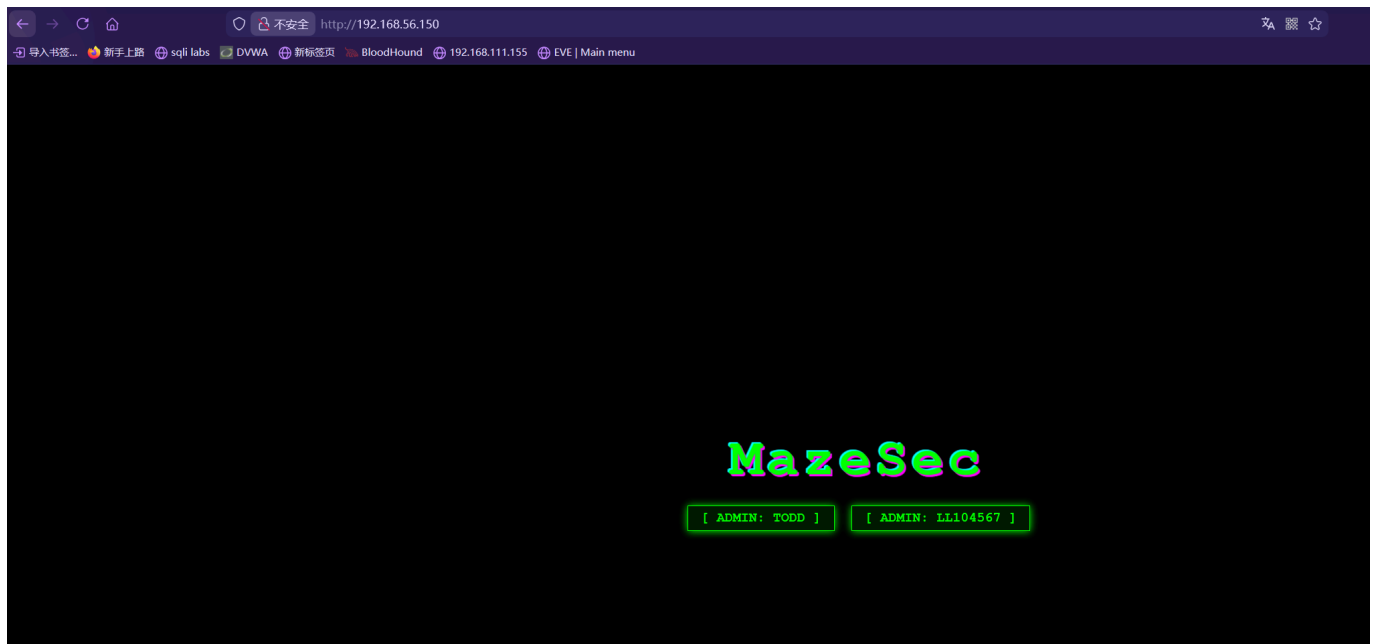 不安全 http://192.168.56.150
导入书签... 新手上路 sqli labs DVWA 新标签页 BloodHound 192.168.111.155 EVE | Main menu
MazeSec
[ ADMIN: TODD ] [ ADMIN: LL104567 ]